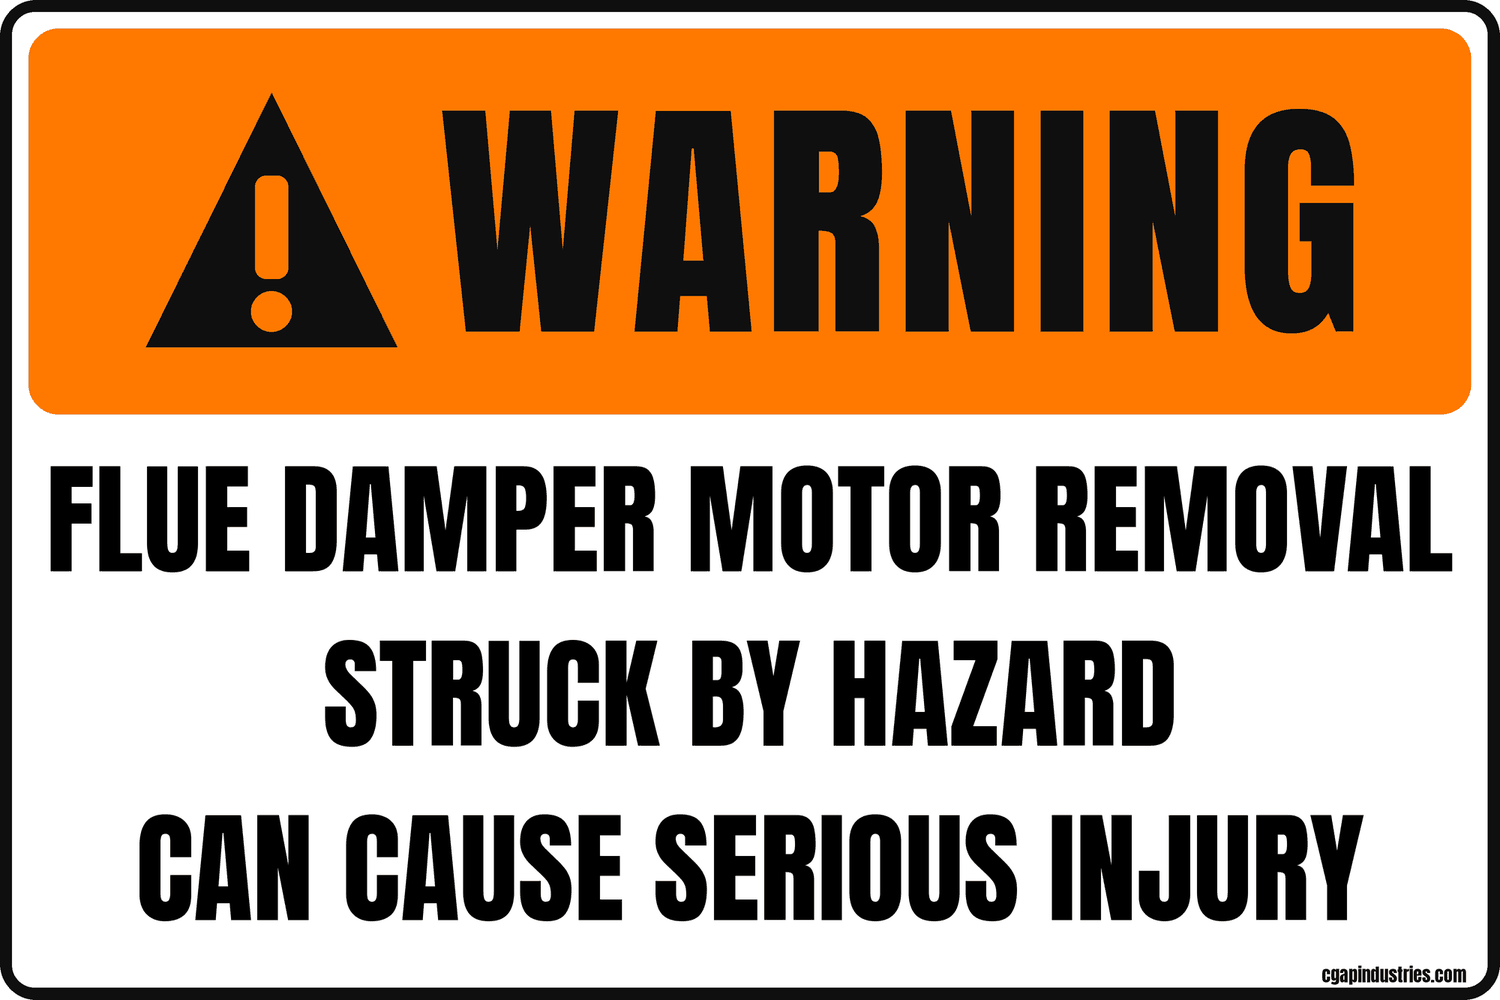 WARNING
FLUE DAMPER MOTOR REMOVAL
STRUCK BY HAZARD
CAN CAUSE SERIOUS INJURY
cgapindustries.com